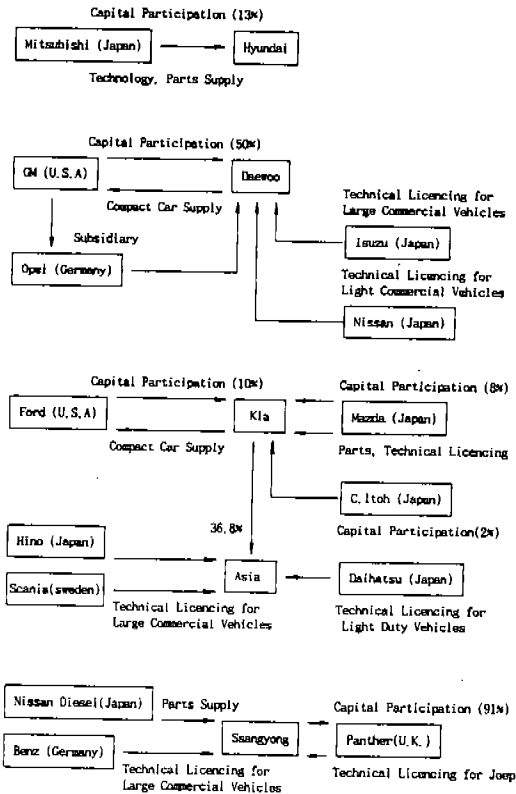 Capital Participation (13%)
Mitsubishi (Japan)
Hyundai
Technology, Parts Supply
Capital Participation (50%)
GM (U.S.A)
Daewoo
Compact Car Supply
Technical Licencing for
Large Commercial Vehicles
Subsidiary
Isuzu (Japan)
Opel (Germany)
Technical Licencing for
Light Commercial Vehicles
Nissan (Japan)
Capital Participation (10%)
Capital Participation (8%)
Ford (U.S.A)
Kia
Mazda (Japan)
Compact Car Supply
Parts, Technical Licencing
C.Itoh (Japan)
36.8%
Capital Participation(2%)
Hino (Japan)
Asia
Daihatsu (Japan)
Scania(sweden)
Technical Licencing for
Large Commercial Vehicles
Technical Licencing for
Light Duty Vehicles
Nissan Diesel(Japan)
Parts Supply
Capital Participation (91%)
Ssangyong
Panther(U.K.)
Benz (Germany)
Technical Licencing for
Large Commercial Vehicles
Technical Licencing for Jeep